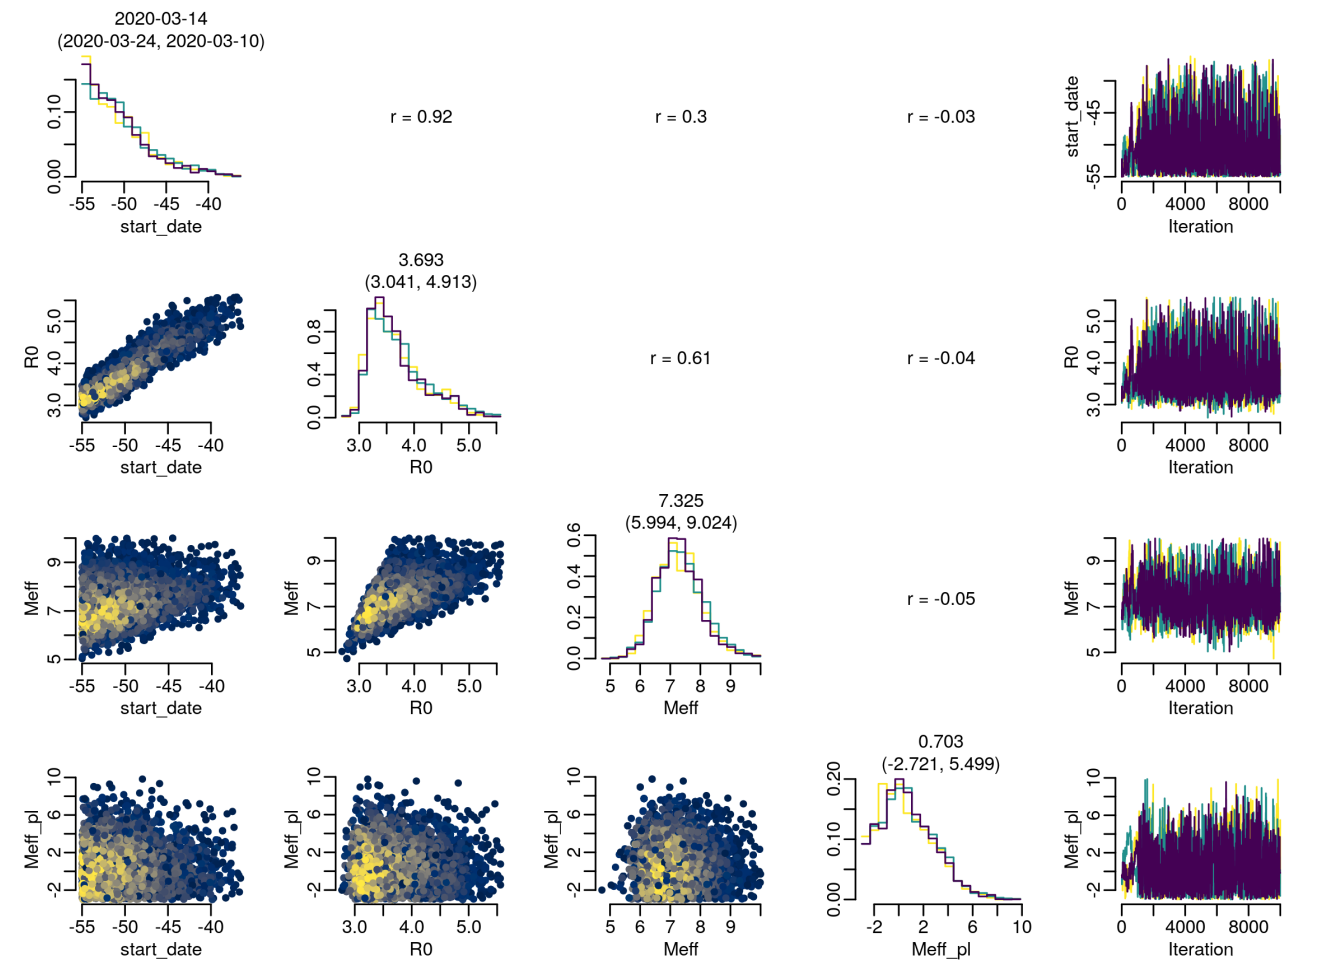 2020-03-14
(2020-03-24, 2020-03-10)
0.00 0.10
-55 -50 -45 -40
start_date
r = 0.92
r = 0.3
r = -0.03
start_date
-55 -45
0 4000 8000
Iteration
R0
3.0 4.0 5.0
-55 -50 -45 -40
start_date
3.693
(3.041, 4.913)
0.0 0.4 0.8
3.0 4.0 5.0
R0
r = 0.61
r = -0.04
R0
3.0 4.0 5.0
0 4000 8000
Iteration
Meff
5 7 9
-55 -50 -45 -40
start_date
Meff
5 7 9
3.0 4.0 5.0
R0
7.325
(5.994, 9.024)
0.0 0.2 0.4 0.6
5 6 7 8 9
Meff
r = -0.05
Meff
5 7 9
0 4000 8000
Iteration
Meff_pl
-2 2 6 10
-55 -50 -45 -40
start_date
Meff_pl
-2 2 6 10
3.0 4.0 5.0
R0
Meff_pl
-2 2 6 10
5 6 7 8 9
Meff
0.703
(-2.721, 5.499)
0.00 0.10 0.20
-2 2 6 10
Meff_pl
Meff_pl
-2 2 6 10
0 4000 8000
Iteration